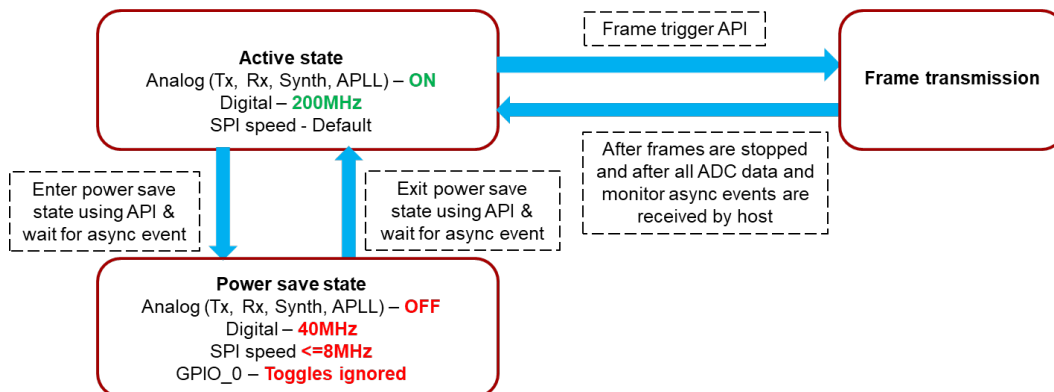 Active state
Analog (Tx, Rx, Synth, APLL) – ON
Digital – 200MHz
SPI speed - Default
Frame trigger API
Frame transmission
After frames are stopped
and after all ADC data and
monitor async events are
received by host
Enter power save
state using API &
wait for async event
Exit power save
state using API &
wait for async event
Power save state
Analog (Tx, Rx, Synth, APLL) – OFF
Digital – 40MHz
SPI speed <=8MHz
GPIO_0 – Toggles ignored